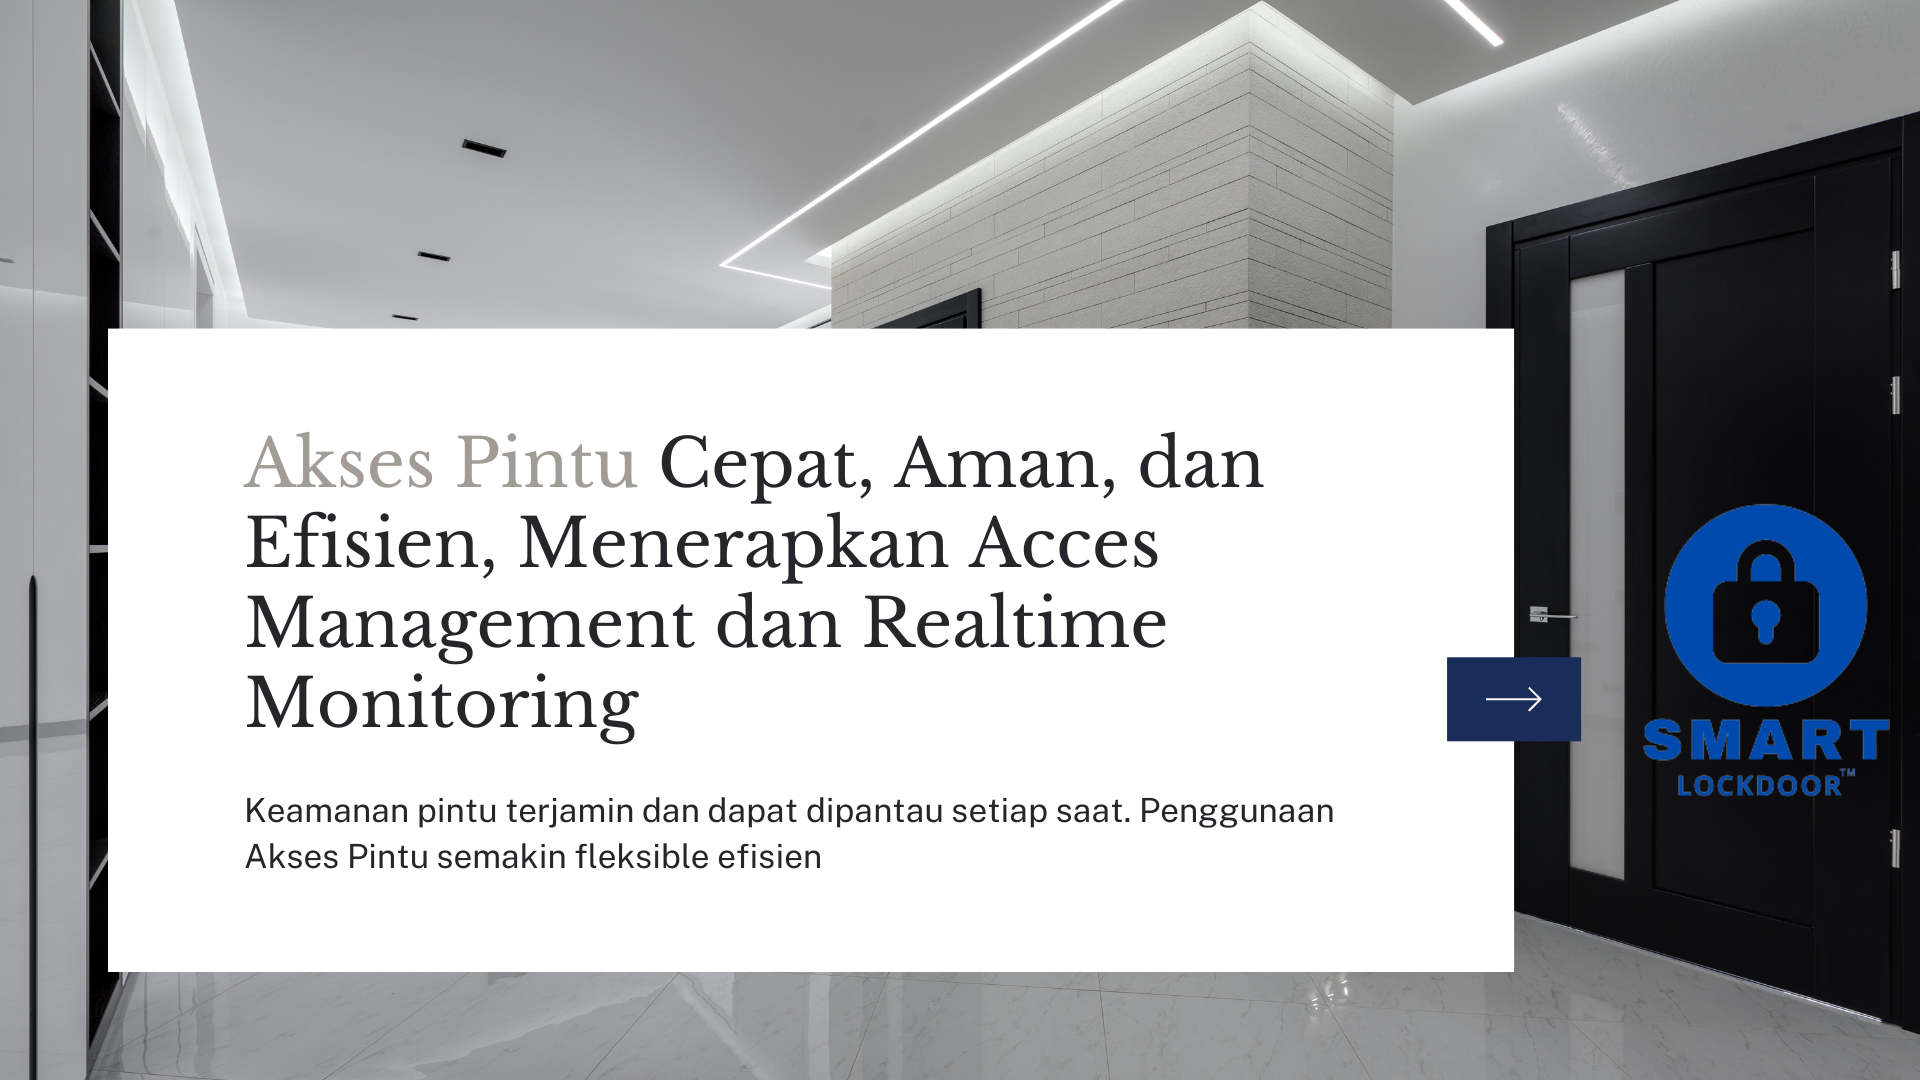 Akses Pintu Cepat, Aman, dan
Efisien, Menerapkan Acces
Management dan Realtime
Monitoring
Keamanan pintu terjamin dan dapat dipantau setiap saat. Penggunaan
Akses Pintu semakin fleksible efisien
SMART
LOCKDOOR™